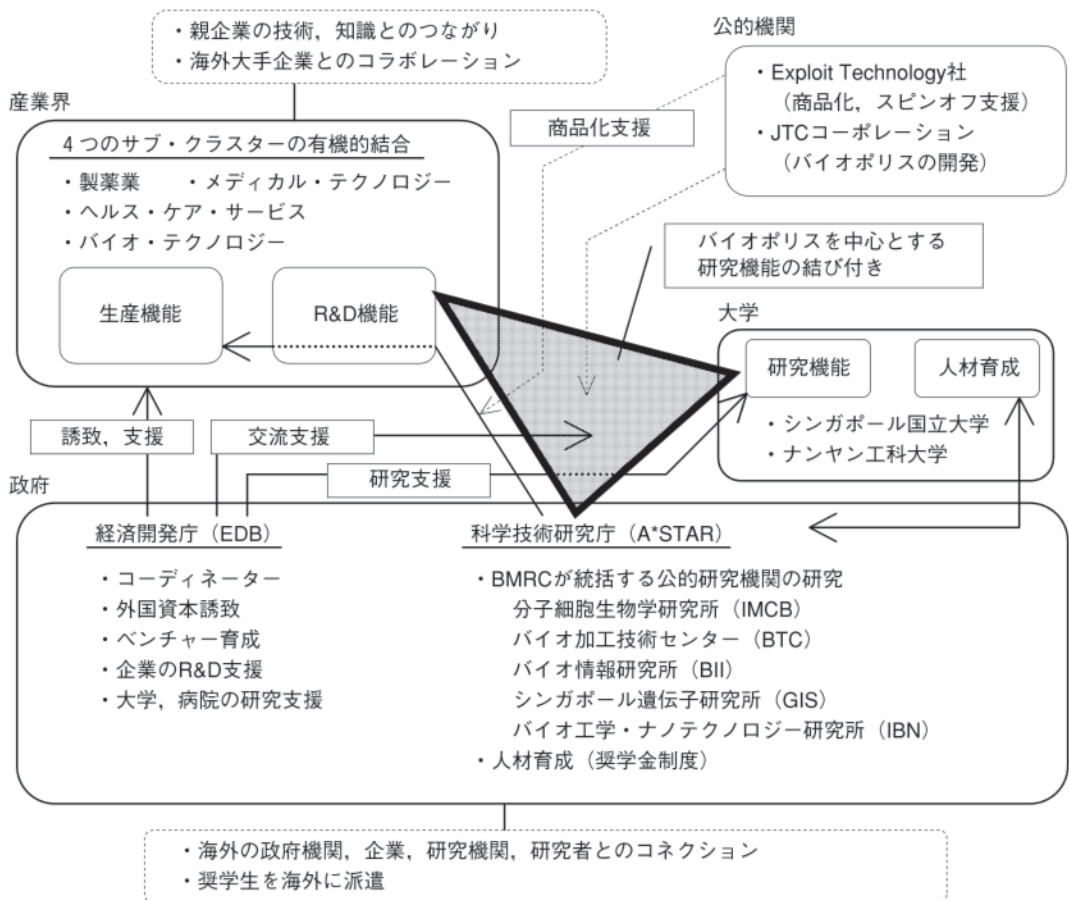 ・親企業の技術，知識とのつながり
・海外大手企業とのコラボレーション
公的機関
・Exploit Technology社
（商品化，スピンオフ支援）
・JTCコーポレーション
（バイオポリスの開発）
産業界
4つのサブ・クラスターの有機的結合
・製薬業　・メディカル・テクノロジー
・ヘルス・ケア・サービス
・バイオ・テクノロジー
生産機能
R&D機能
商品化支援
バイオポリスを中心とする
研究機能の結び付き
大学
研究機能
人材育成
・シンガポール国立大学
・ナンヤン工科大学
誘致，支援
交流支援
研究支援
政府
経済開発庁（EDB）
・コーディネーター
・外国資本誘致
・ベンチャー育成
・企業のR&D支援
・大学，病院の研究支援
科学技術研究庁（A*STAR）
・BMRCが統括する公的研究機関の研究
分子細胞生物学研究所（IMCB）
バイオ加工技術センター（BTC）
バイオ情報研究所（BII）
シンガポール遺伝子研究所（GIS）
バイオ工学・ナノテクノロジー研究所（IBN）
・人材育成（奨学金制度）
・海外の政府機関，企業，研究機関，研究者とのコネクション
・奨学生を海外に派遣